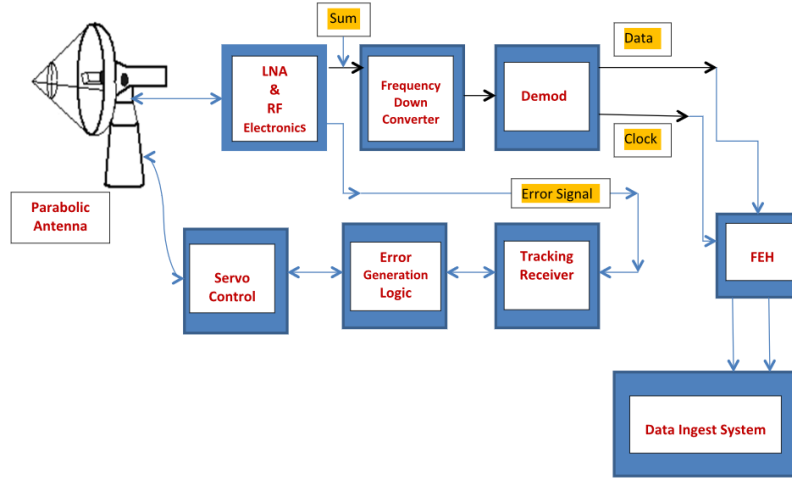 Sum
Data
LNA
&
RF
Electronics
Frequency
Down
Converter
Demod
Clock
Parabolic
Antenna
Error Signal
Servo
Control
Error
Generation
Logic
Tracking
Receiver
FEH
Data Ingest System